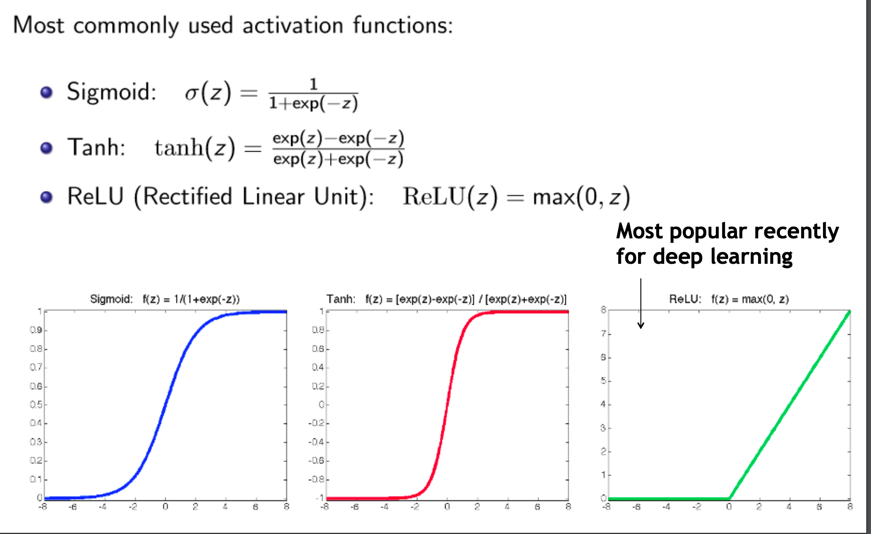 Most commonly used activation functions:
Sigmoid: σ(z) = 1 / 1+exp(−z)
Tanh: tanh(z) = exp(z)−exp(−z) / exp(z)+exp(−z)
ReLU (Rectified Linear Unit): ReLU(z) = max(0, z)
Most popular recently
for deep learning
Sigmoid: f(z) = 1/(1+exp(-z))
1
0.9
0.8
0.7
0.6
0.5
0.4
0.3
0.2
0.1
0
-8 -6 -4 -2 0 2 4 6 8
Tanh: f(z) = [exp(z)-exp(-z)] / [exp(z)+exp(-z)]
1
0.8
0.6
0.4
0.2
0
-0.2
-0.4
-0.6
-0.8
-1
-8 -6 -4 -2 0 2 4 6 8
ReLU: f(z) = max(0, z)
8
7
6
5
4
3
2
1
0
-8 -6 -4 -2 0 2 4 6 8